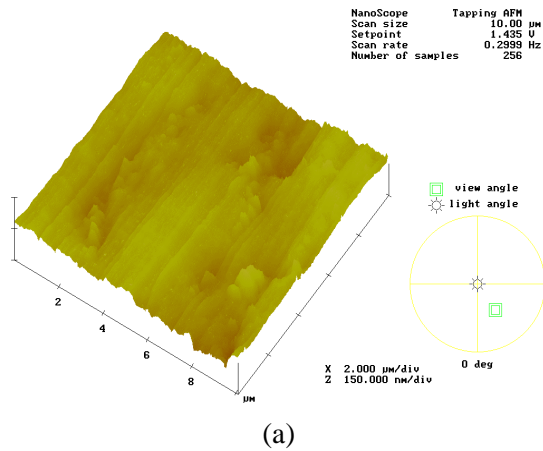 NanoScope Tapping AFM
Scan size 10.00 µm
Setpoint 1.435 V
Scan rate 0.2999 Hz
Number of samples 256
view angle
light angle
0 deg
2
4
6
8
µm
X 2.000 µm/div
Z 150.000 nm/div
(a)